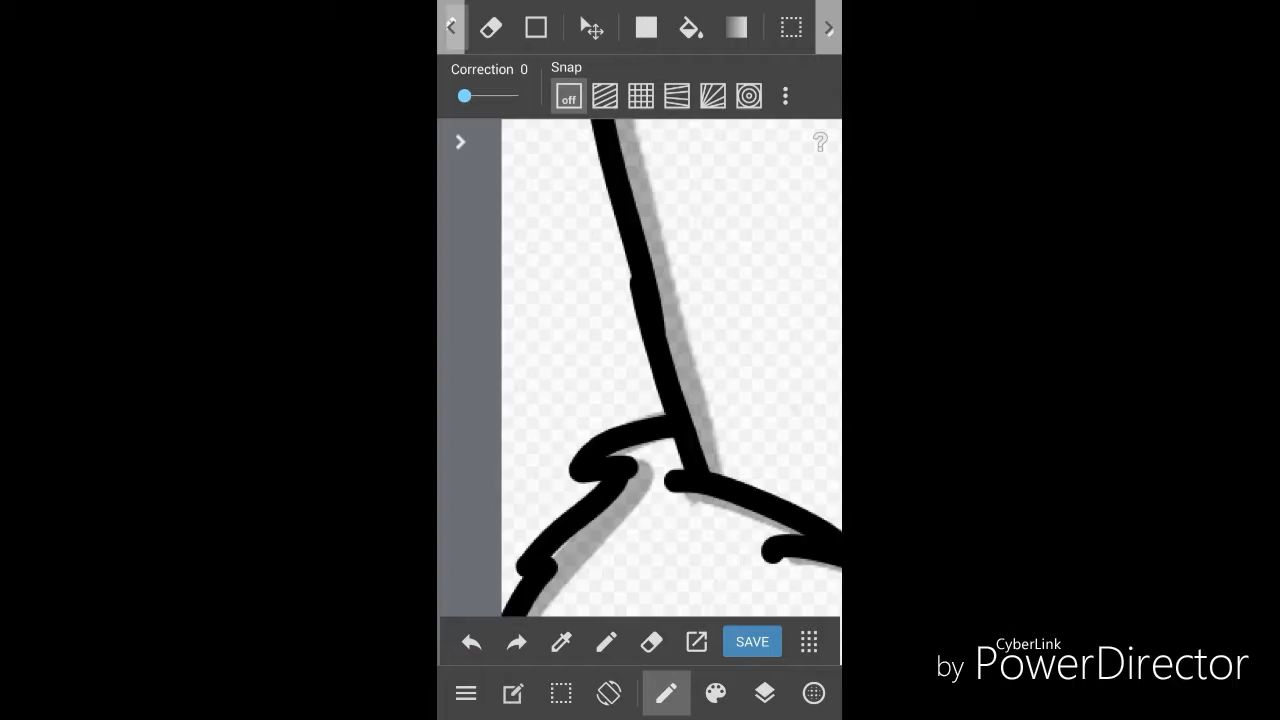 Correction 0
Snap
off
SAVE
CyberLink
by PowerDirector